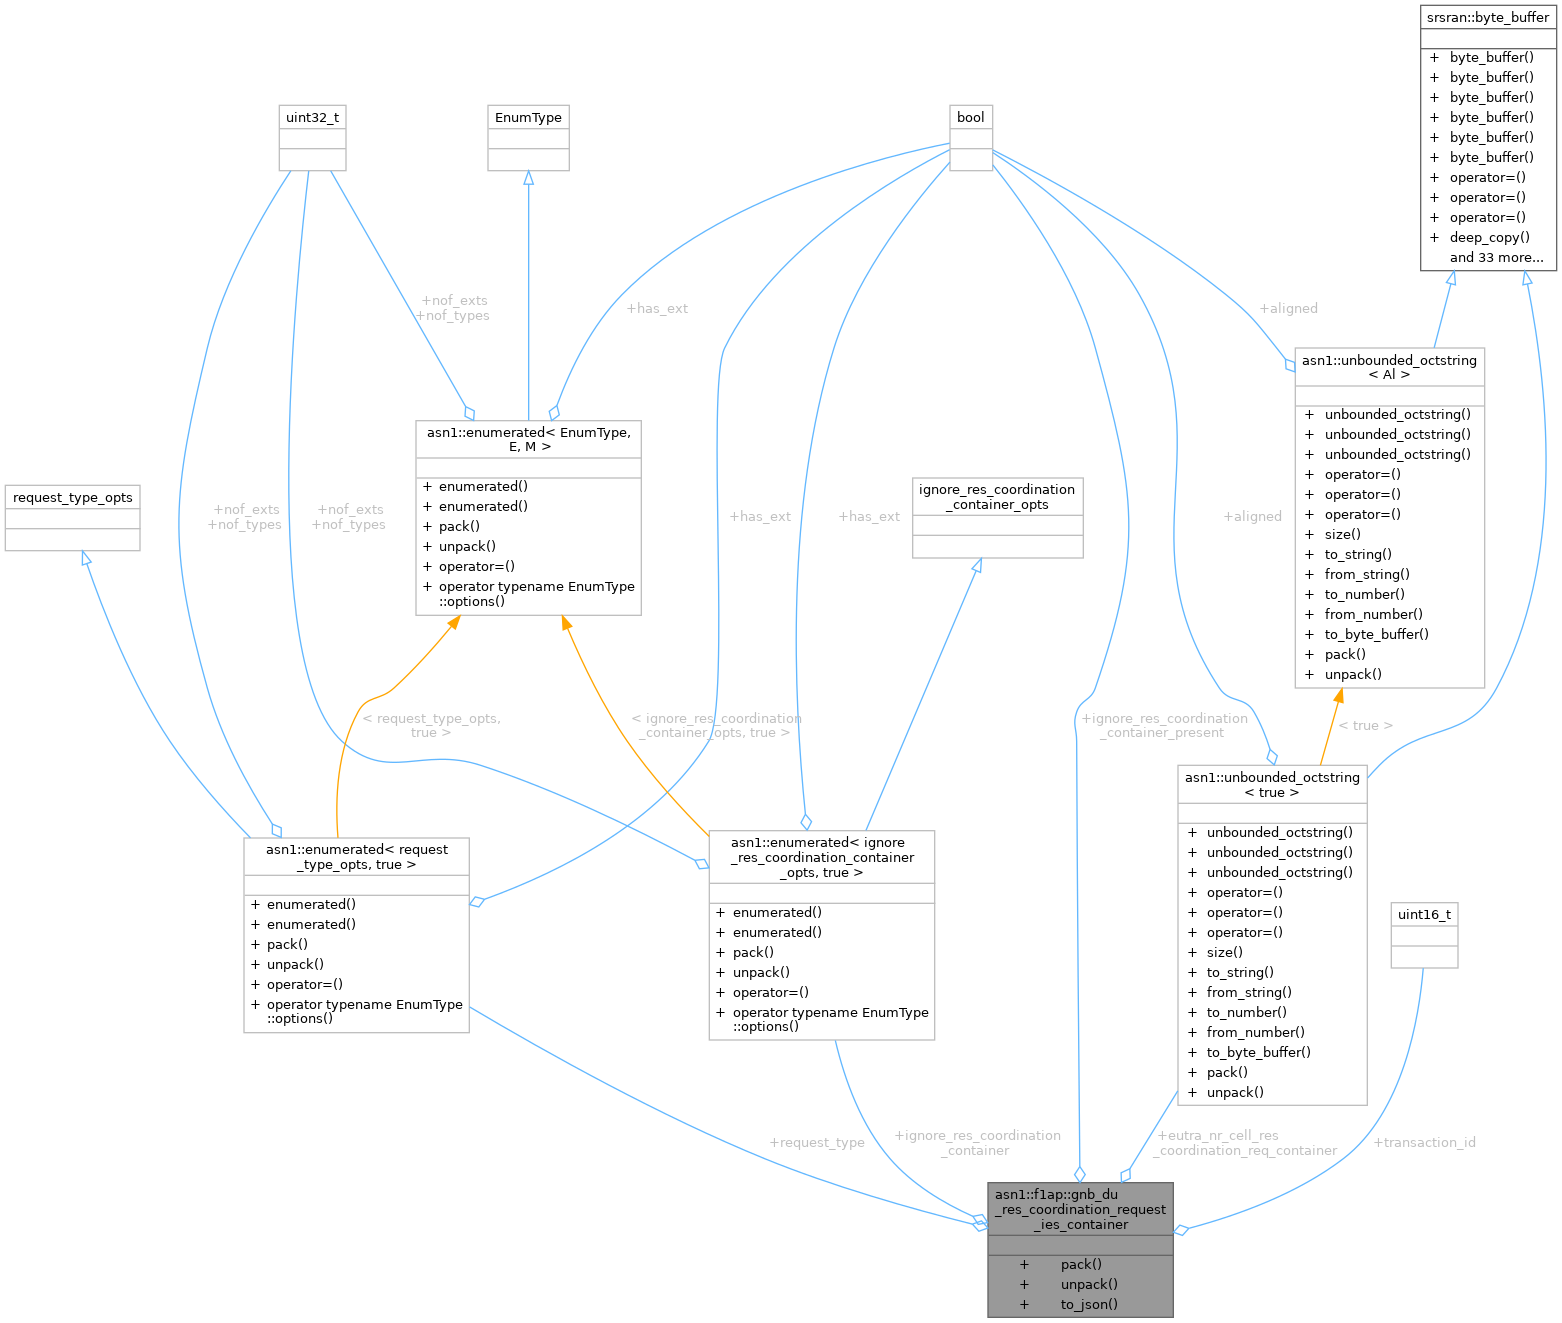 srsran::byte_buffer
+ byte_buffer()
+ byte_buffer()
+ byte_buffer()
+ byte_buffer()
+ byte_buffer()
+ byte_buffer()
+ operator=()
+ operator=()
+ operator=()
+ deep_copy()
and 33 more...
uint32_t
EnumType
bool
+nof_exts
+nof_types
+has_ext
+aligned
asn1::unbounded_octstring
< Al >
+ unbounded_octstring()
+ unbounded_octstring()
+ unbounded_octstring()
+ operator=()
+ operator=()
+ operator=()
+ size()
+ to_string()
+ from_string()
+ to_number()
+ from_number()
+ to_byte_buffer()
+ pack()
+ unpack()
asn1::enumerated< EnumType,
E, M >
+ enumerated()
+ enumerated()
+ pack()
+ unpack()
+ operator=()
+ operator typename EnumType
::options()
request_type_opts
ignore_res_coordination
_container_opts
+nof_exts
+nof_types
+nof_exts
+nof_types
+has_ext
+has_ext
+aligned
< request_type_opts,
true >
< ignore_res_coordination
_container_opts, true >
+ignore_res_coordination
_container_present
< true >
asn1::unbounded_octstring
< true >
+ unbounded_octstring()
+ unbounded_octstring()
+ unbounded_octstring()
+ operator=()
+ operator=()
+ operator=()
+ size()
+ to_string()
+ from_string()
+ to_number()
+ from_number()
+ to_byte_buffer()
+ pack()
+ unpack()
asn1::enumerated< request
_type_opts, true >
+ enumerated()
+ enumerated()
+ pack()
+ unpack()
+ operator=()
+ operator typename EnumType
::options()
asn1::enumerated< ignore
_res_coordination_container
_opts, true >
+ enumerated()
+ enumerated()
+ pack()
+ unpack()
+ operator=()
+ operator typename EnumType
::options()
uint16_t
+request_type
+ignore_res_coordination
_container
+eutra_nr_cell_res
_coordination_req_container
+transaction_id
asn1::f1ap::gnb_du
_res_coordination_request
_ies_container
+ pack()
+ unpack()
+ to_json()